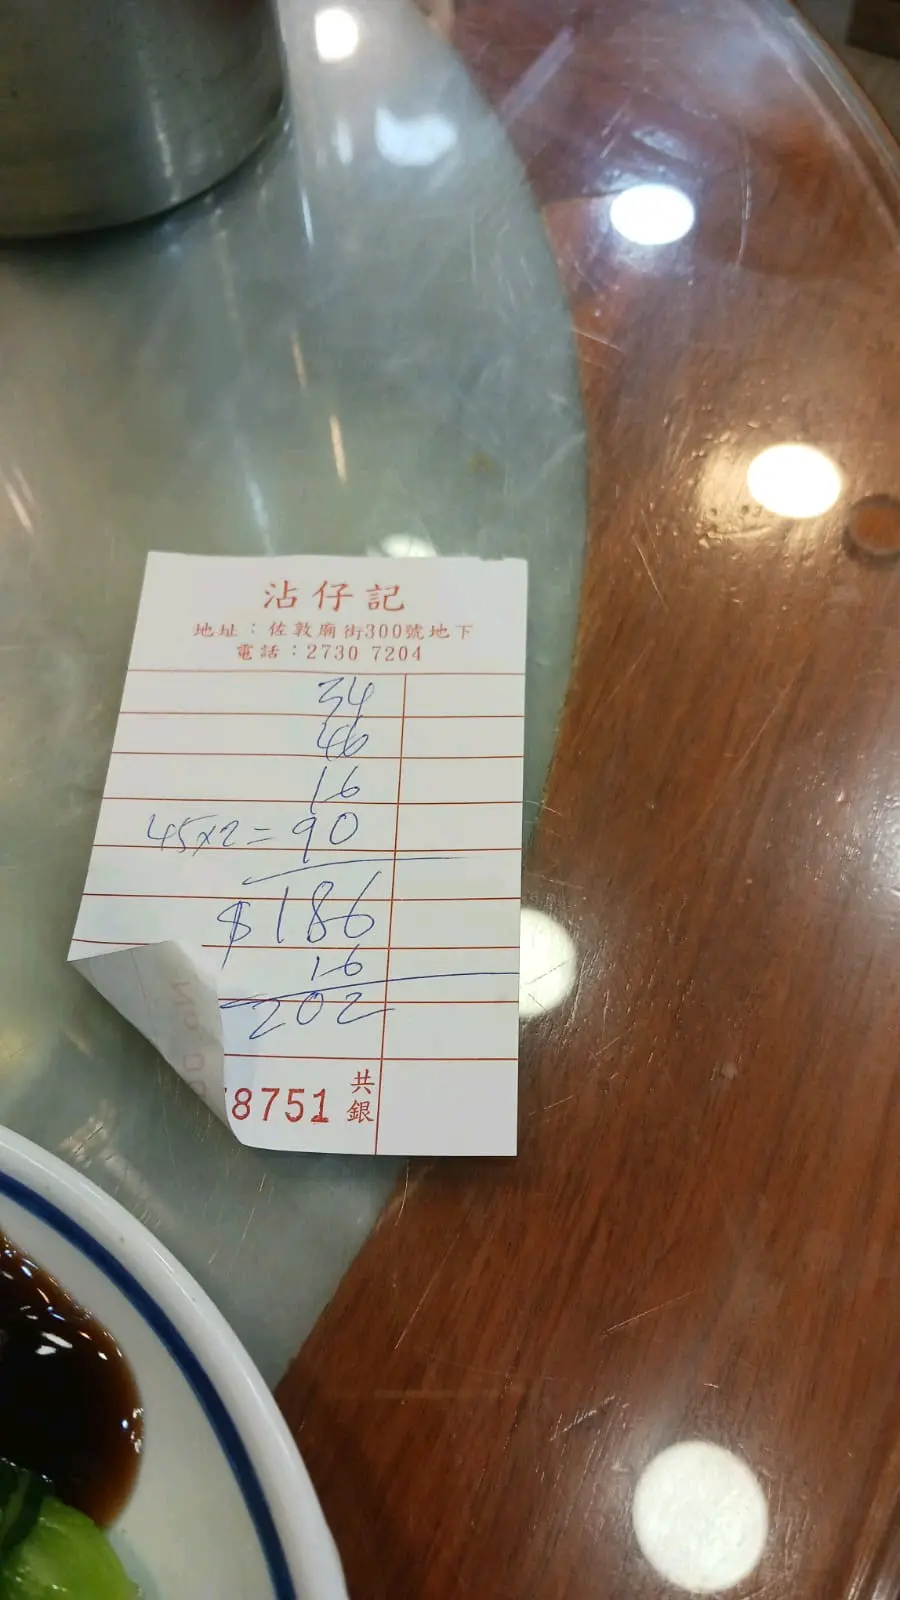 沾仔記
地址：佐敦廟街300號地下
電話：2730 7204
34
46
16
45x2=90
$186
16
202
8751 共銀